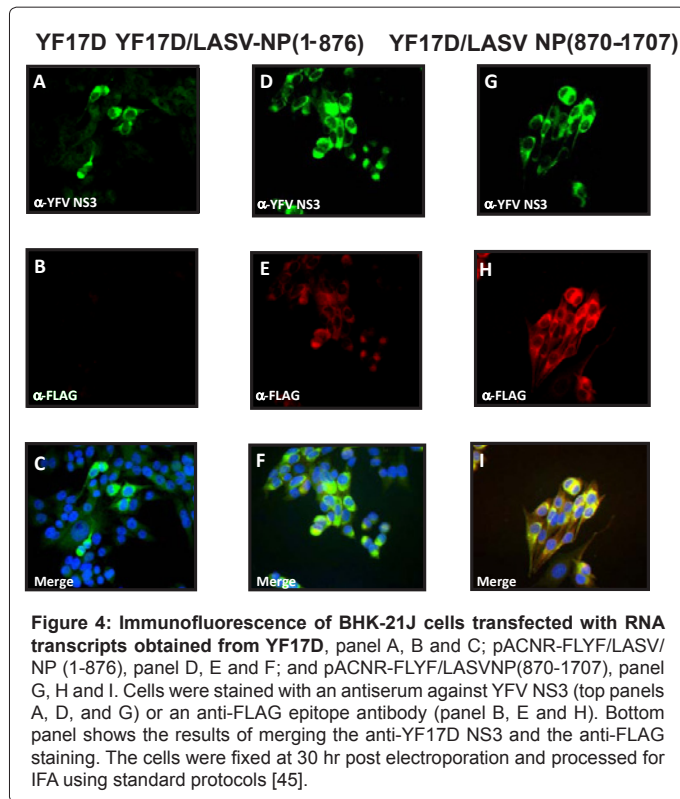 YF17D YF17D/LASV-NP(1-876) YF17D/LASV NP(870-1707)
A
D
G
α-YFV NS3
α-YFV NS3
α-YFV NS3
B
E
H
α-FLAG
α-FLAG
α-FLAG
C
F
I
Merge
Merge
Merge
Figure 4: Immunofluorescence of BHK-21J cells transfected with RNA
transcripts obtained from YF17D, panel A, B and C; pACNR-FLYF/LASV/
NP (1-876), panel D, E and F; and pACNR-FLYF/LASVNP(870-1707), panel
G, H and I. Cells were stained with an antiserum against YFV NS3 (top panels
A, D, and G) or an anti-FLAG epitope antibody (panel B, E and H). Bottom
panel shows the results of merging the anti-YF17D NS3 and the anti-FLAG
staining. The cells were fixed at 30 hr post electroporation and processed for
IFA using standard protocols [45].